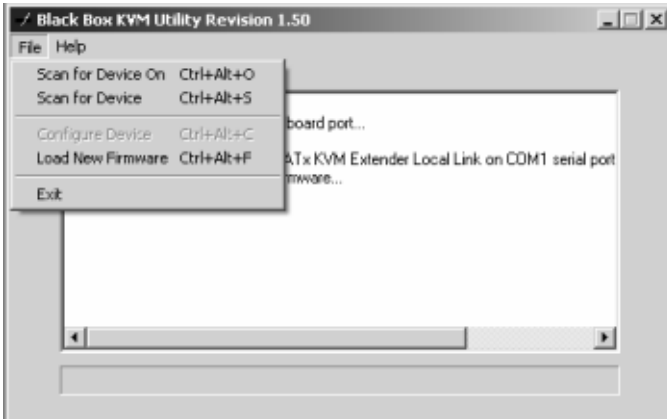 Black Box KVM Utility Revision 1.50
File Help
Scan for Device On Ctrl+Alt+O
Scan for Device Ctrl+Alt+S
Configure Device Ctrl+Alt+C
Load New Firmware Ctrl+Alt+F
Exit
board port...
ATx KVM Extender Local Link on COM1 serial port
mware...